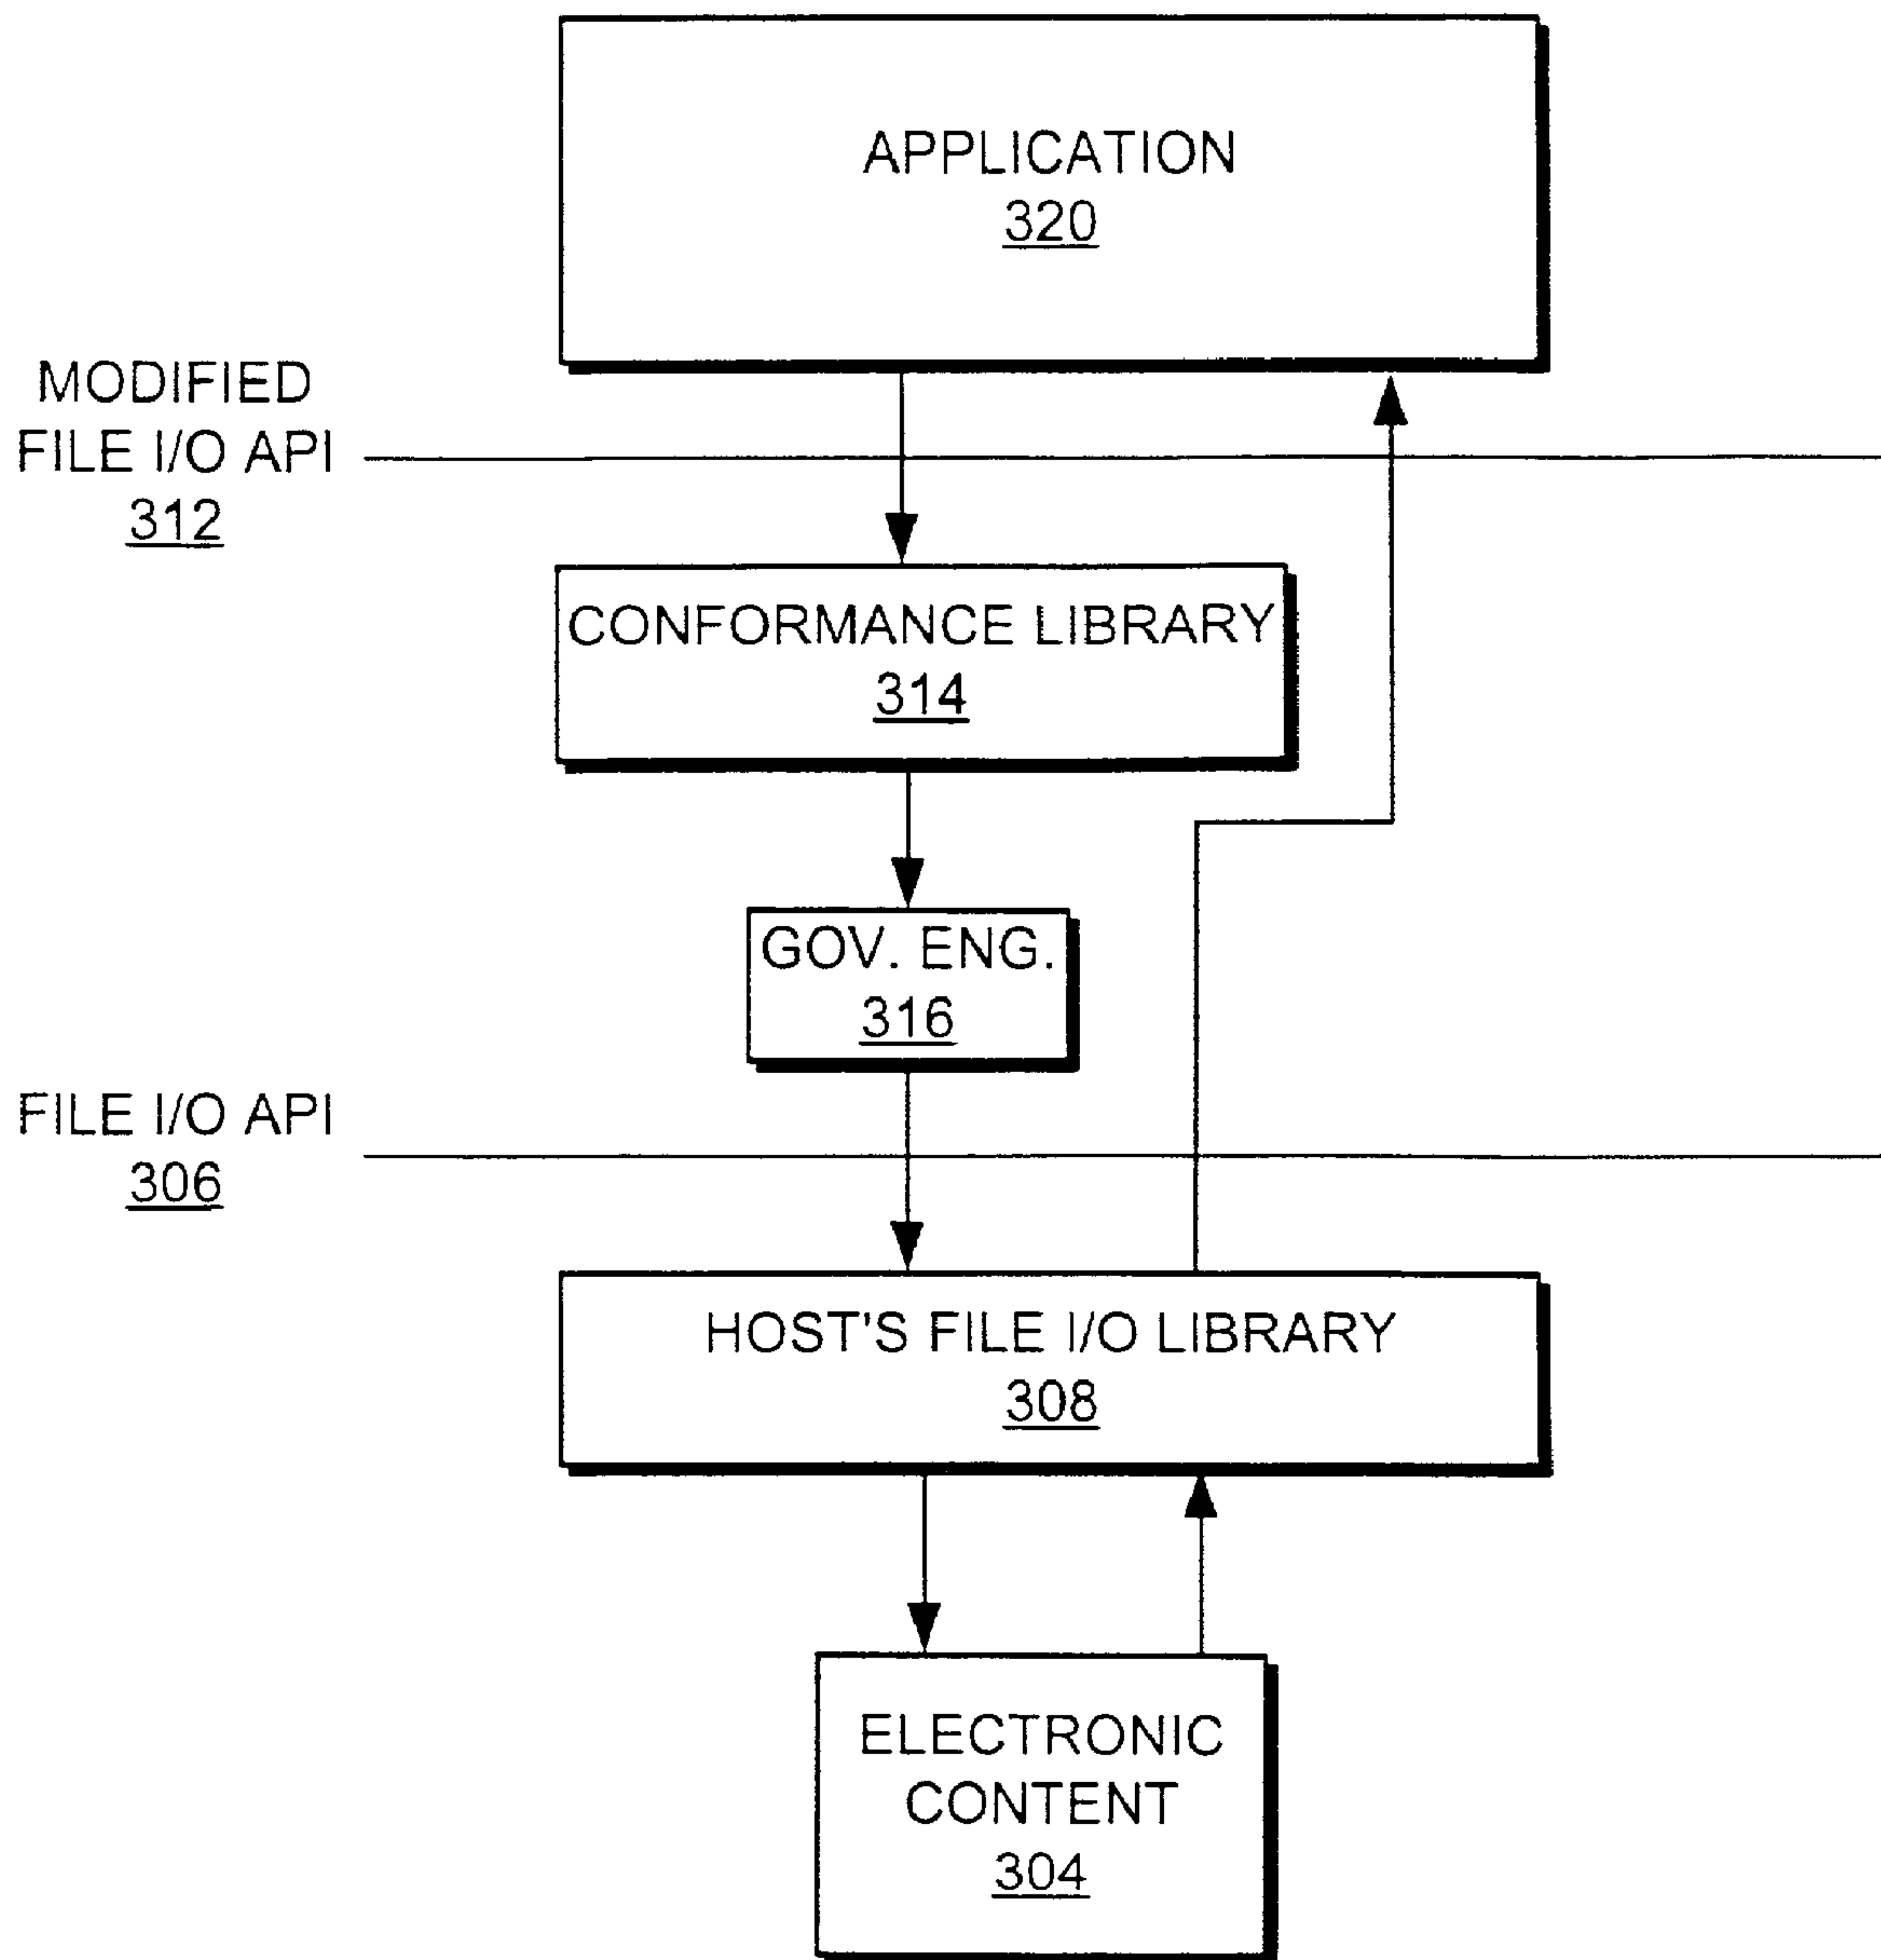 APPLICATION
320
MODIFIED
FILE I/O API
312
CONFORMANCE LIBRARY
314
GOV. ENG.
316
FILE I/O API
306
HOST'S FILE I/O LIBRARY
308
ELECTRONIC
CONTENT
304